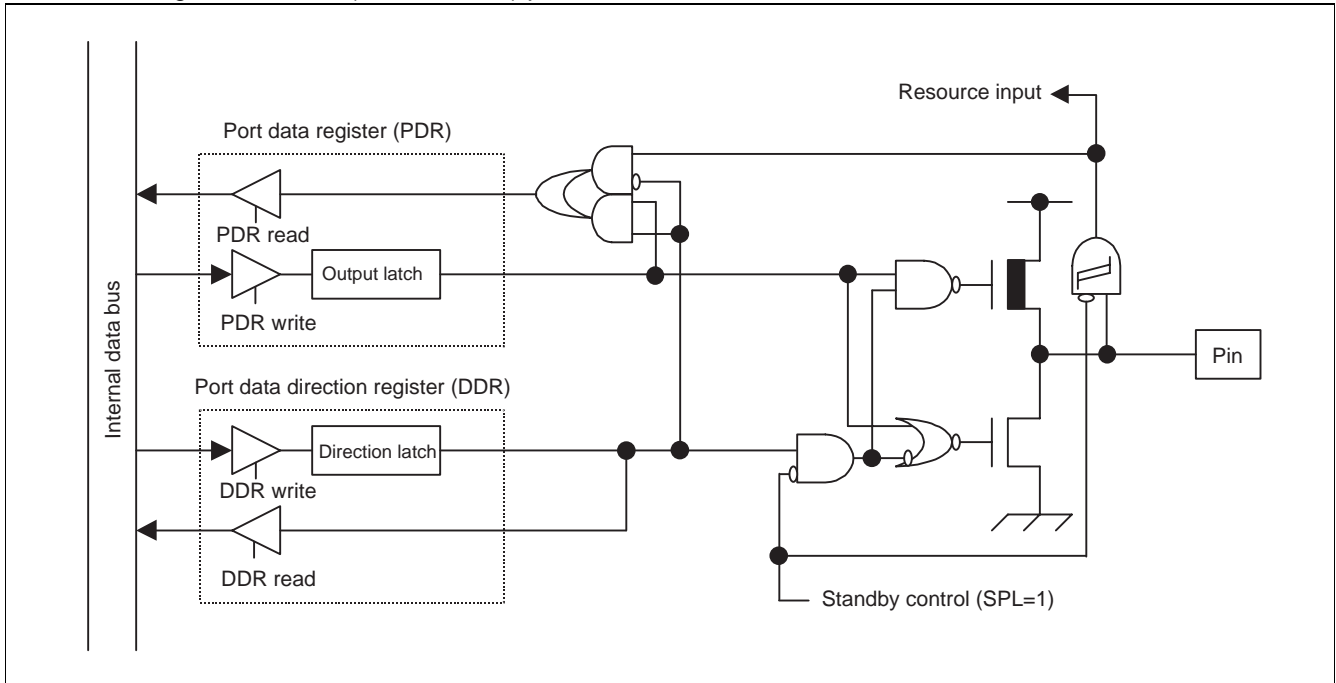 Resource input
Port data register (PDR)
PDR read
Output latch
PDR write
Internal data bus
Pin
Port data direction register (DDR)
Direction latch
DDR write
DDR read
Standby control (SPL=1)